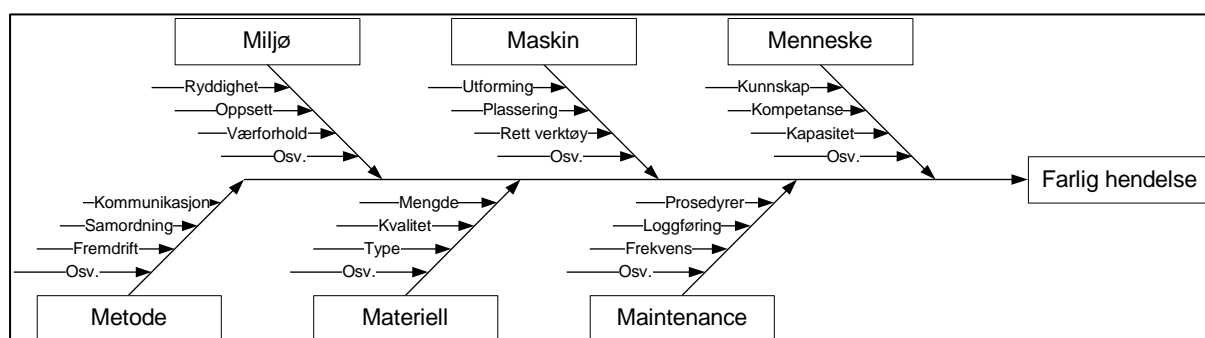 Miljø
Maskin
Menneske
Ryddighet
Oppsett
Værforhold
Osv.
Utforming
Plassering
Rett verktøy
Osv.
Kunnskap
Kompetanse
Kapasitet
Osv.
Farlig hendelse
Kommunikasjon
Samordning
Fremdrift
Osv.
Mengde
Kvalitet
Type
Osv.
Prosedyrer
Loggføring
Frekvens
Osv.
Metode
Materiell
Maintenance